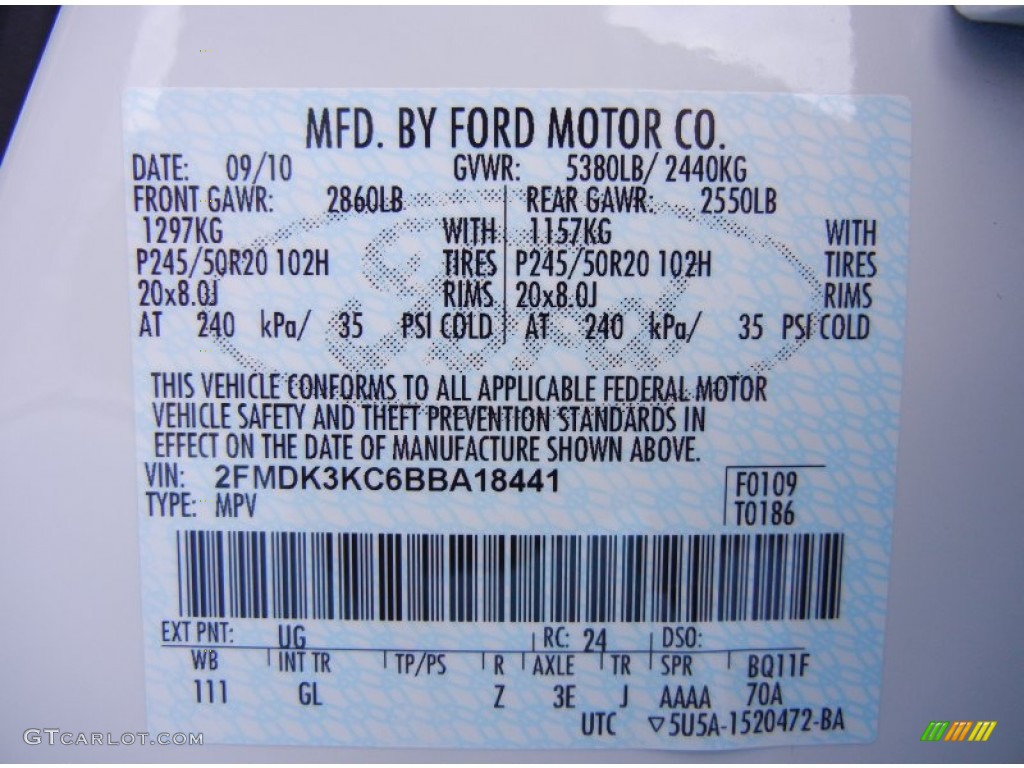 MFD. BY FORD MOTOR CO.
DATE: 09/10 GVWR: 5380LB/ 2440KG
FRONT GAWR: 2860LB REAR GAWR: 2550LB
1297KG WITH 1157KG WITH
P245/50R20 102H TIRES P245/50R20 102H TIRES
20x8.0J RIMS 20x8.0J RIMS
AT 240 kPa/ 35 PSI COLD AT 240 kPa/ 35 PSI COLD
THIS VEHICLE CONFORMS TO ALL APPLICABLE FEDERAL MOTOR
VEHICLE SAFETY AND THEFT PREVENTION STANDARDS IN
EFFECT ON THE DATE OF MANUFACTURE SHOWN ABOVE.
VIN: 2FMDK3KC6BBA18441
F0109
TYPE: MPV
T0186
EXT PNT: UG RC: 24 DSO:
WB INT TR TP/PS R AXLE TR SPR BQ11F
111 GL Z 3E J AAAA 70A
UTC ▽5U5A-1520472-BA
GTCARLOT.COM